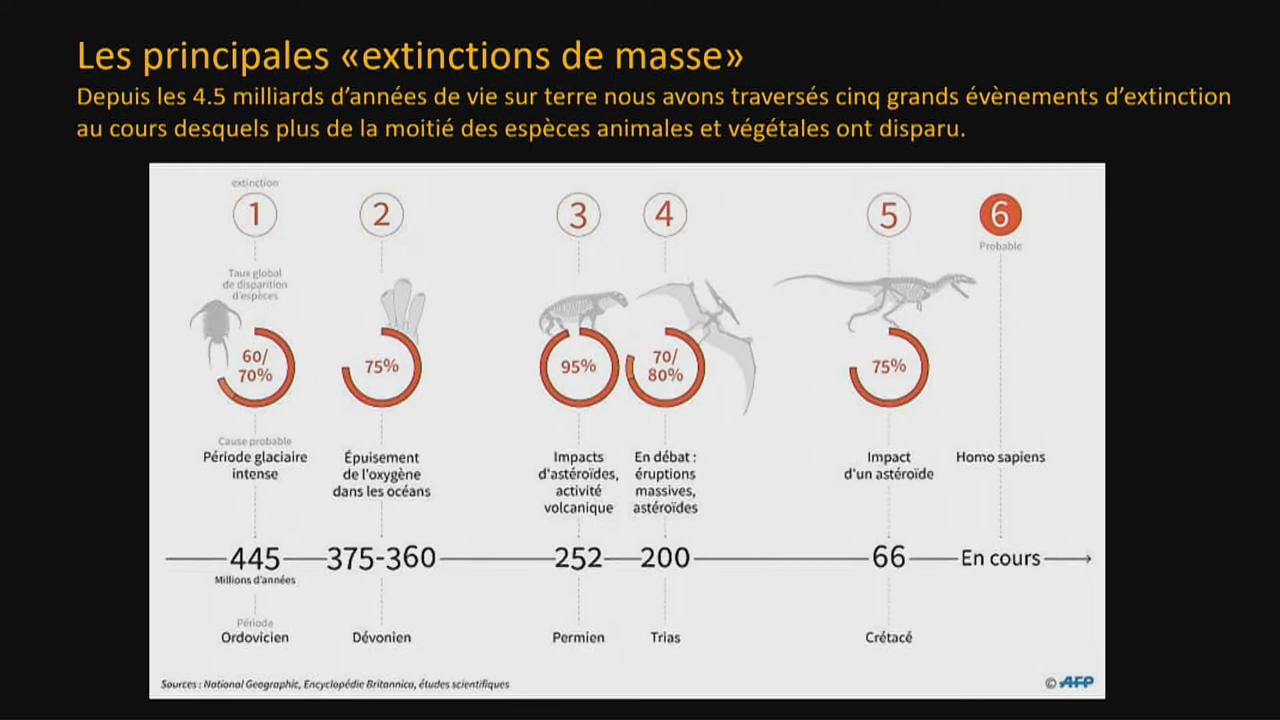 Les principales «extinctions de masse»
Depuis les 4.5 milliards d'années de vie sur terre nous avons traversés cinq grands évènements d'extinction
au cours desquels plus de la moitié des espèces animales et végétales ont disparu.
extinction
1
2
3
4
5
6
Probable
Taux global
de disparition
d'espèces
60/
70%
75%
95%
70/
80%
75%
Cause probable
Période glaciaire
intense
Épuisement
de l'oxygène
dans les océans
Impacts
d'astéroïdes,
activité
volcanique
En débat :
éruptions
massives,
astéroïdes
Impact
d'un astéroïde
Homo sapiens
445
Millions d'années
375-360
252
200
66
En cours
Période
Ordovicien
Dévonien
Permien
Trias
Crétacé
Sources : National Geographic, Encyclopédie Britannica, études scientifiques
© AFP